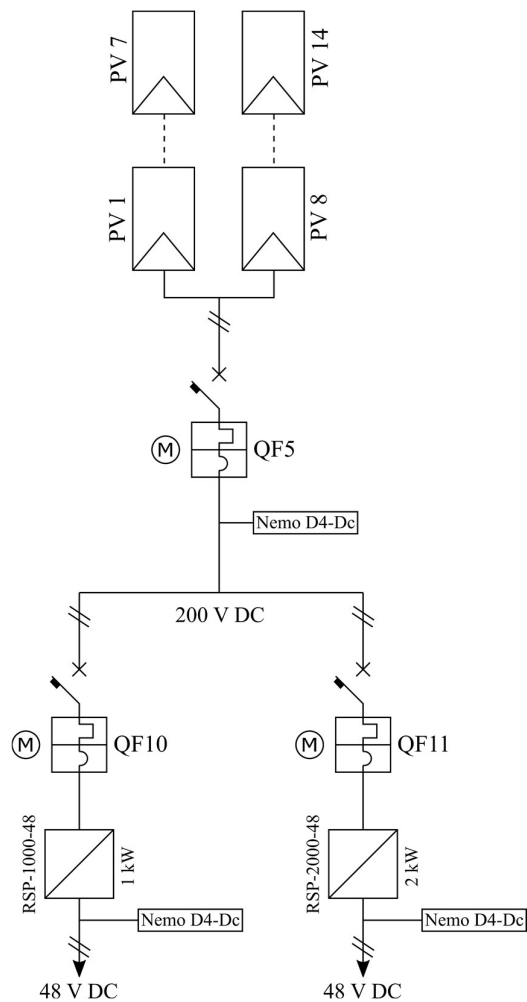 PV 7
PV 14
PV 1
PV 8
M
QF5
Nemo D4-Dc
200 V DC
M
QF10
M
QF11
RSP-1000-48
1 kW
RSP-2000-48
2 kW
Nemo D4-Dc
Nemo D4-Dc
48 V DC
48 V DC